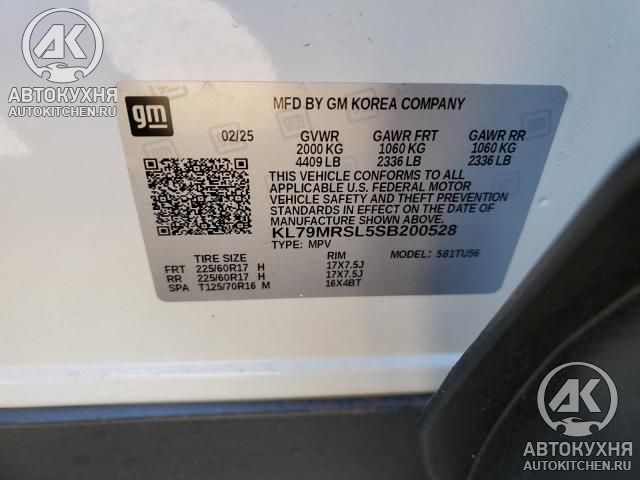 AK
АВТОКУХНЯ
AUTOKITCHEN.RU
gm
MFD BY GM KOREA COMPANY
02/25 GVWR GAWR FRT GAWR RR
2000 KG 1060 KG 1060 KG
4409 LB 2336 LB 2336 LB
THIS VEHICLE CONFORMS TO ALL
APPLICABLE U.S. FEDERAL MOTOR
VEHICLE SAFETY AND THEFT PREVENTION
STANDARDS IN EFFECT ON THE DATE OF
MANUFACTURE SHOWN ABOVE.
KL79MRSL5SB200528
TYPE: MPV
TIRE SIZE RIM MODEL: 581TU56
FRT 225/60R17 H 17X7.5J
RR 225/60R17 H 17X7.5J
SPA T125/70R16 M 16X4BT
AK
АВТОКУХНЯ
AUTOKITCHEN.RU